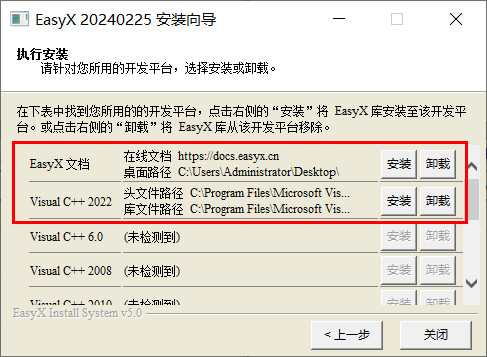 EasyX 20240225 安装向导
执行安装
请针对您所用的开发平台，选择安装或卸载。
在下表中找到您所用的的开发平台，点击右侧的“安装”将 EasyX 库安装至该开发平
台。或点击右侧的“卸载”将 EasyX 库从该开发平台移除。
EasyX 文档 在线文档 https://docs.easyx.cn 安装 卸载
桌面路径 C:\Users\Administrator\Desktop\
Visual C++ 2022 头文件路径 C:\Program Files\Microsoft Vis... 安装 卸载
库文件路径 C:\Program Files\Microsoft Vis...
Visual C++ 6.0 (未检测到) 安装 卸载
Visual C++ 2008 (未检测到) 安装 卸载
Visual C++ 2010 (未检测到) 安装 卸载
EasyX Install System v5.0
< 上一步 关闭